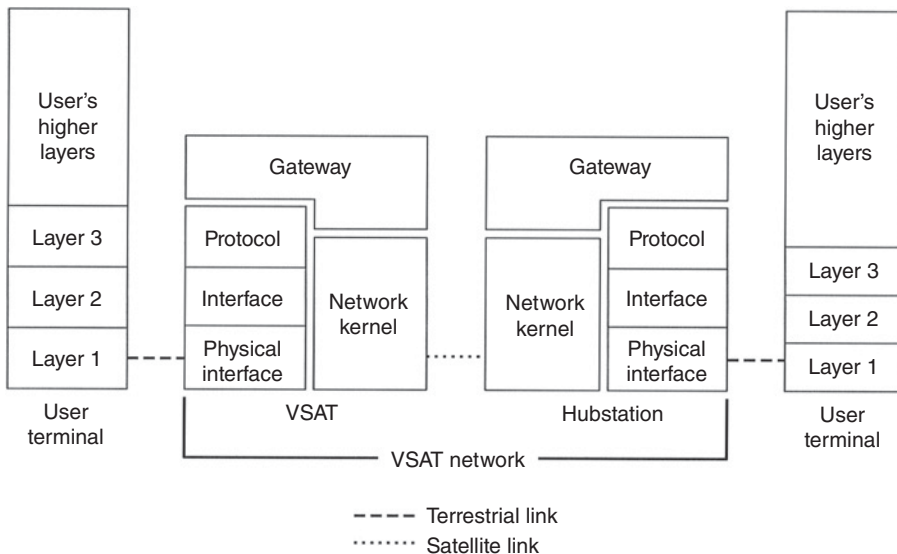 User's
higher
layers
Layer 3
Layer 2
Layer 1
User
terminal
Gateway
Protocol
Interface
Physical
interface
Network
kernel
VSAT
Gateway
Network
kernel
Protocol
Interface
Physical
interface
Hubstation
User's
higher
layers
Layer 3
Layer 2
Layer 1
User
terminal
VSAT network
Terrestrial link
Satellite link